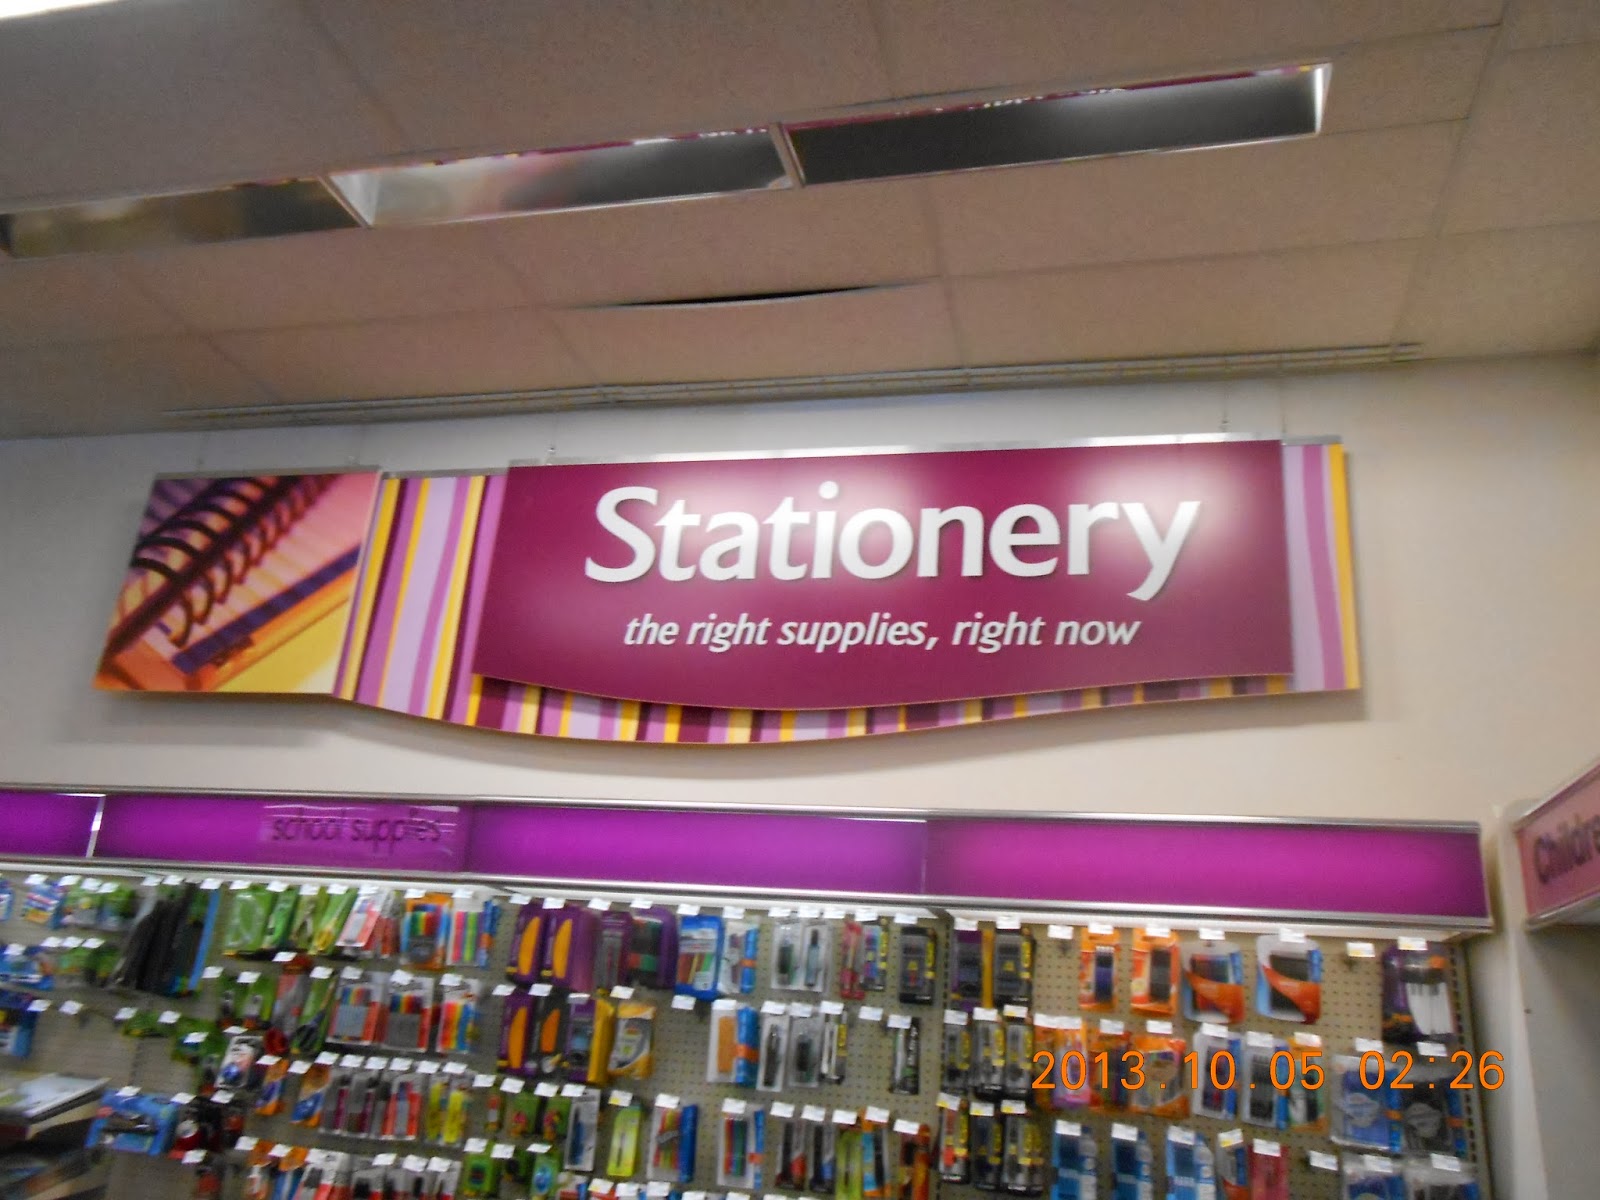 Stationery
the right supplies, right now
school supplies
2013.10.05 02:26